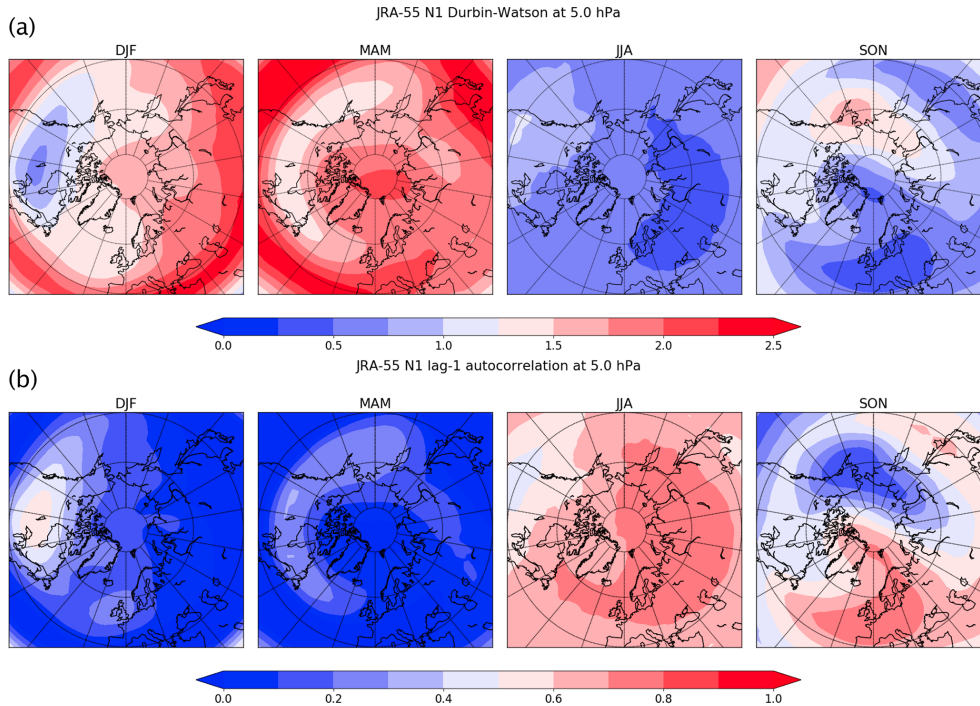 (a)
JRA-55 N1 Durbin-Watson at 5.0 hPa
DJF MAM JJA SON
0.0 0.5 1.0 1.5 2.0 2.5
(b)
JRA-55 N1 lag-1 autocorrelation at 5.0 hPa
DJF MAM JJA SON
0.0 0.2 0.4 0.6 0.8 1.0